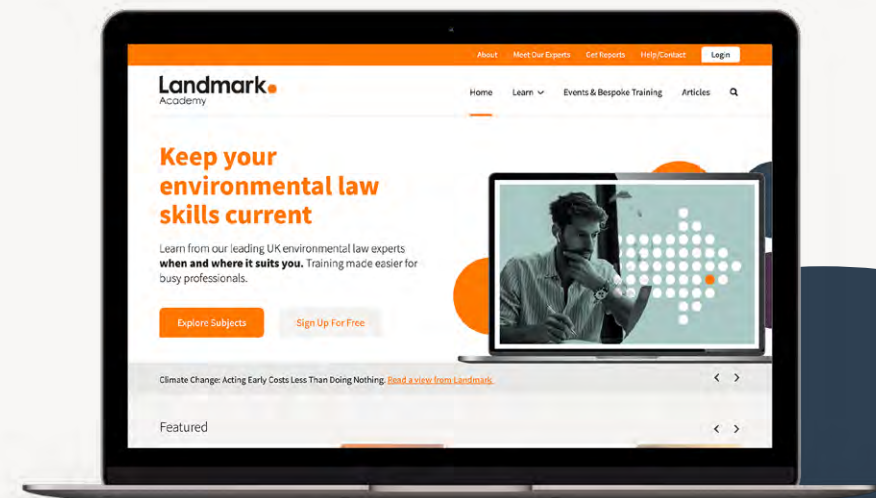 About Meet Our Experts Get Reports Help/Contact Login
Landmark
Academy
Home Learn Events & Bespoke Training Articles
Keep your
environmental law
skills current
Learn from our leading UK environmental law experts
when and where it suits you. Training made easier for
busy professionals.
Explore Subjects Sign Up For Free
Climate Change: Acting Early Costs Less Than Doing Nothing. Read a view from Landmark.
Featured